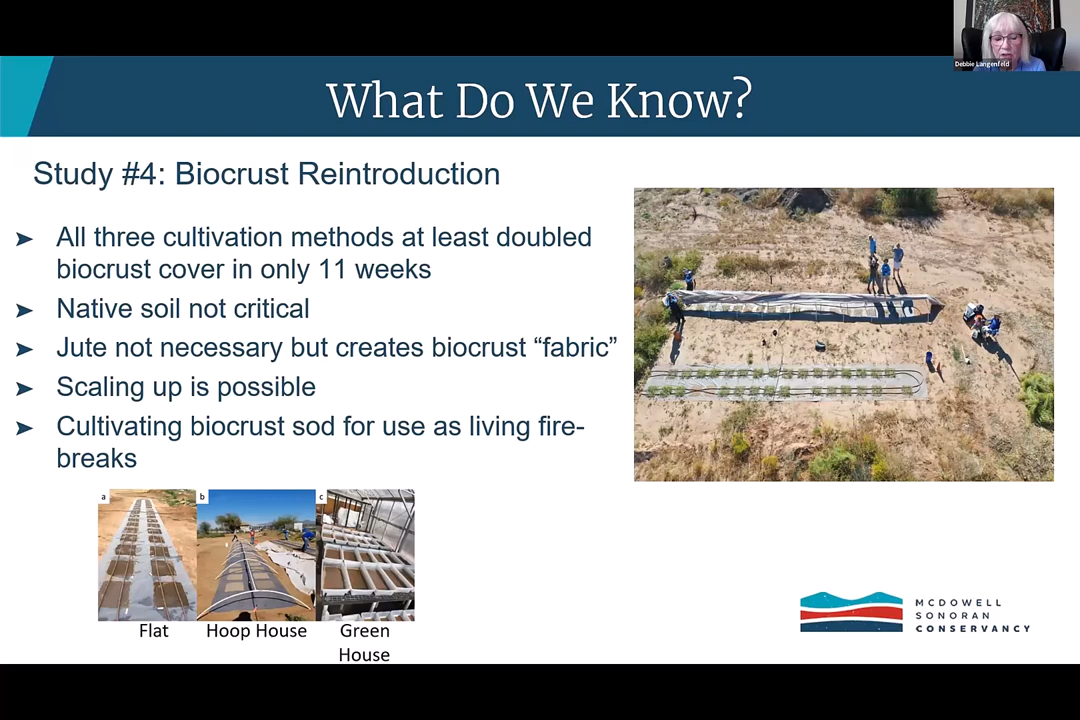 Debbie Langenfeld
What Do We Know?
Study #4: Biocrust Reintroduction
➤ All three cultivation methods at least doubled
biocrust cover in only 11 weeks
➤ Native soil not critical
➤ Jute not necessary but creates biocrust “fabric”
➤ Scaling up is possible
➤ Cultivating biocrust sod for use as living fire-
breaks
a b c
Flat Hoop House Green
House
MCDOWELL
SONORAN
CONSERVANCY